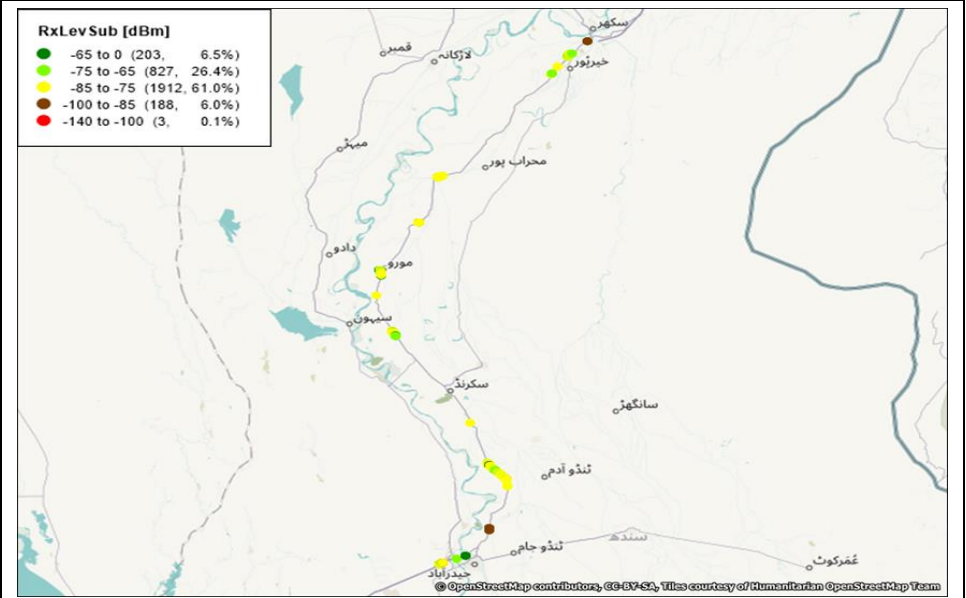 RxLevSub [dBm]
-65 to 0 (203, 6.5%)
-75 to -65 (827, 26.4%)
-85 to -75 (1912, 61.0%)
-100 to -85 (188, 6.0%)
-140 to -100 (3, 0.1%)
سکھر
قمبر
لاڑکانہ
خیرپور
میہڑ
محراب پور
دادو
مورو
سیہون
سکرنڈ
سانگھڑ
ٹنڈو آدم
سندھ
ٹنڈو جام
عُمَرکوٹ
حیدرآباد
© OpenStreetMap contributors, CC-BY-SA, Tiles courtesy of Humanitarian OpenStreetMap Team